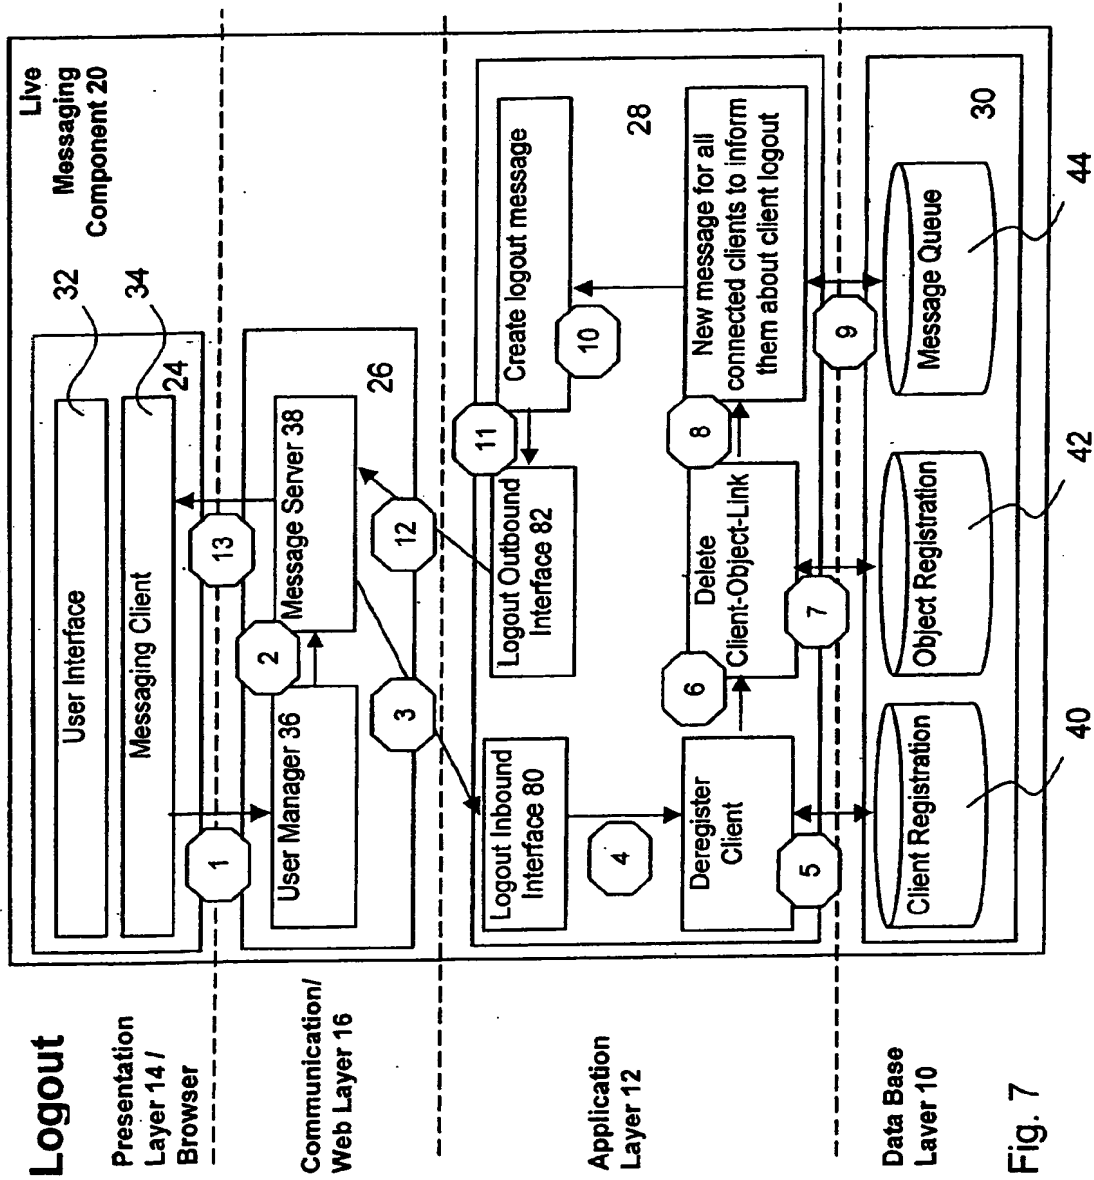 Logout
Live
Messaging
Component 20
Presentation
Layer 14 /
Browser
User Interface
32
Messaging Client
34
24
1
13
Communication/
Web Layer 16
User Manager 36
2
Message Server 38
26
3
12
Application
Layer 12
Logout Inbound
Interface 80
Logout Outbound
Interface 82
11
Create logout message
28
4
10
Deregister
Client
6
Delete
Client-Object-Link
8
New message for all
connected clients to inform
them about client logout
5
7
9
Data Base
Layer 10
Client Registration
Object Registration
Message Queue
30
40
42
44
Fig. 7